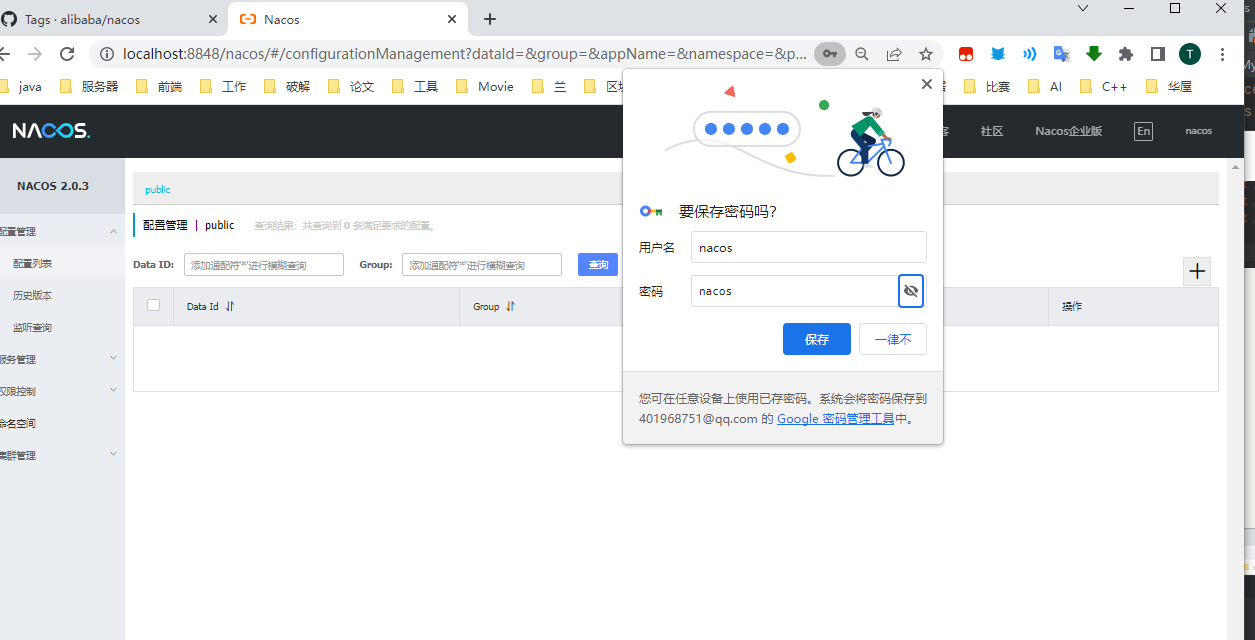 Tags · alibaba/nacos
Nacos
localhost:8848/nacos/#/configurationManagement?dataId=&group=&appName=&namespace=&p...
java 服务器 前端 工作 破解 论文 工具 Movie 兰 比赛 AI C++ 华屋
NACOS.
社区 Nacos企业版 En nacos
NACOS 2.0.3
配置管理
配置列表
历史版本
监听查询
服务管理
权限控制
命名空间
集群管理
public
配置管理 | public 查询结果：共查询到 0 条满足要求的配置。
Data ID: 添加通配符'*'进行模糊查询 Group: 添加通配符'*'进行模糊查询 查询
Data Id Group 操作
要保存密码吗？
用户名 nacos
密码 nacos
保存 一律不
您可在任意设备上使用已存密码。系统会将密码保存到
401968751@qq.com 的 Google 密码管理工具中。
T